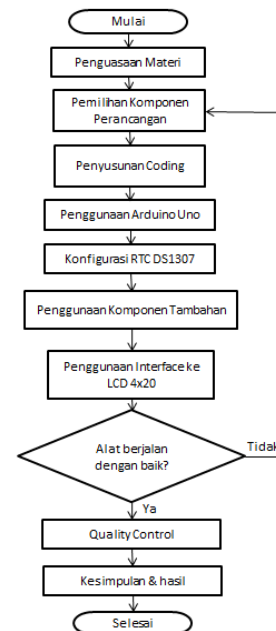 Mulai
Penguasaan Materi
Pemilihan Komponen
Perancangan
Penyusunan Coding
Penggunaan Arduino Uno
Konfigurasi RTC DS1307
Penggunaan Komponen Tambahan
Penggunaan Interface ke
LCD 4x20
Alat berjalan
dengan baik?
Tidak
Ya
Quality Control
Kesimpulan & hasil
Selesai